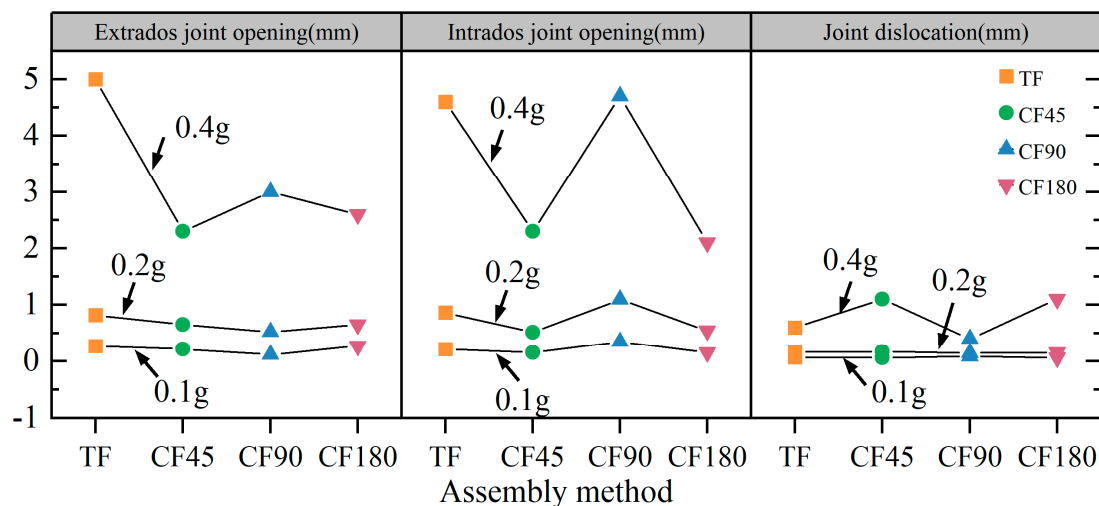 Extrados joint opening(mm) Intrados joint opening(mm) Joint dislocation(mm)
5
4
3
2
1
0
-1
0.4g
0.2g
0.1g
0.4g
0.2g
0.1g
TF
CF45
CF90
CF180
0.4g
0.2g
0.1g
TF CF45 CF90 CF180 TF CF45 CF90 CF180 TF CF45 CF90 CF180
Assembly method